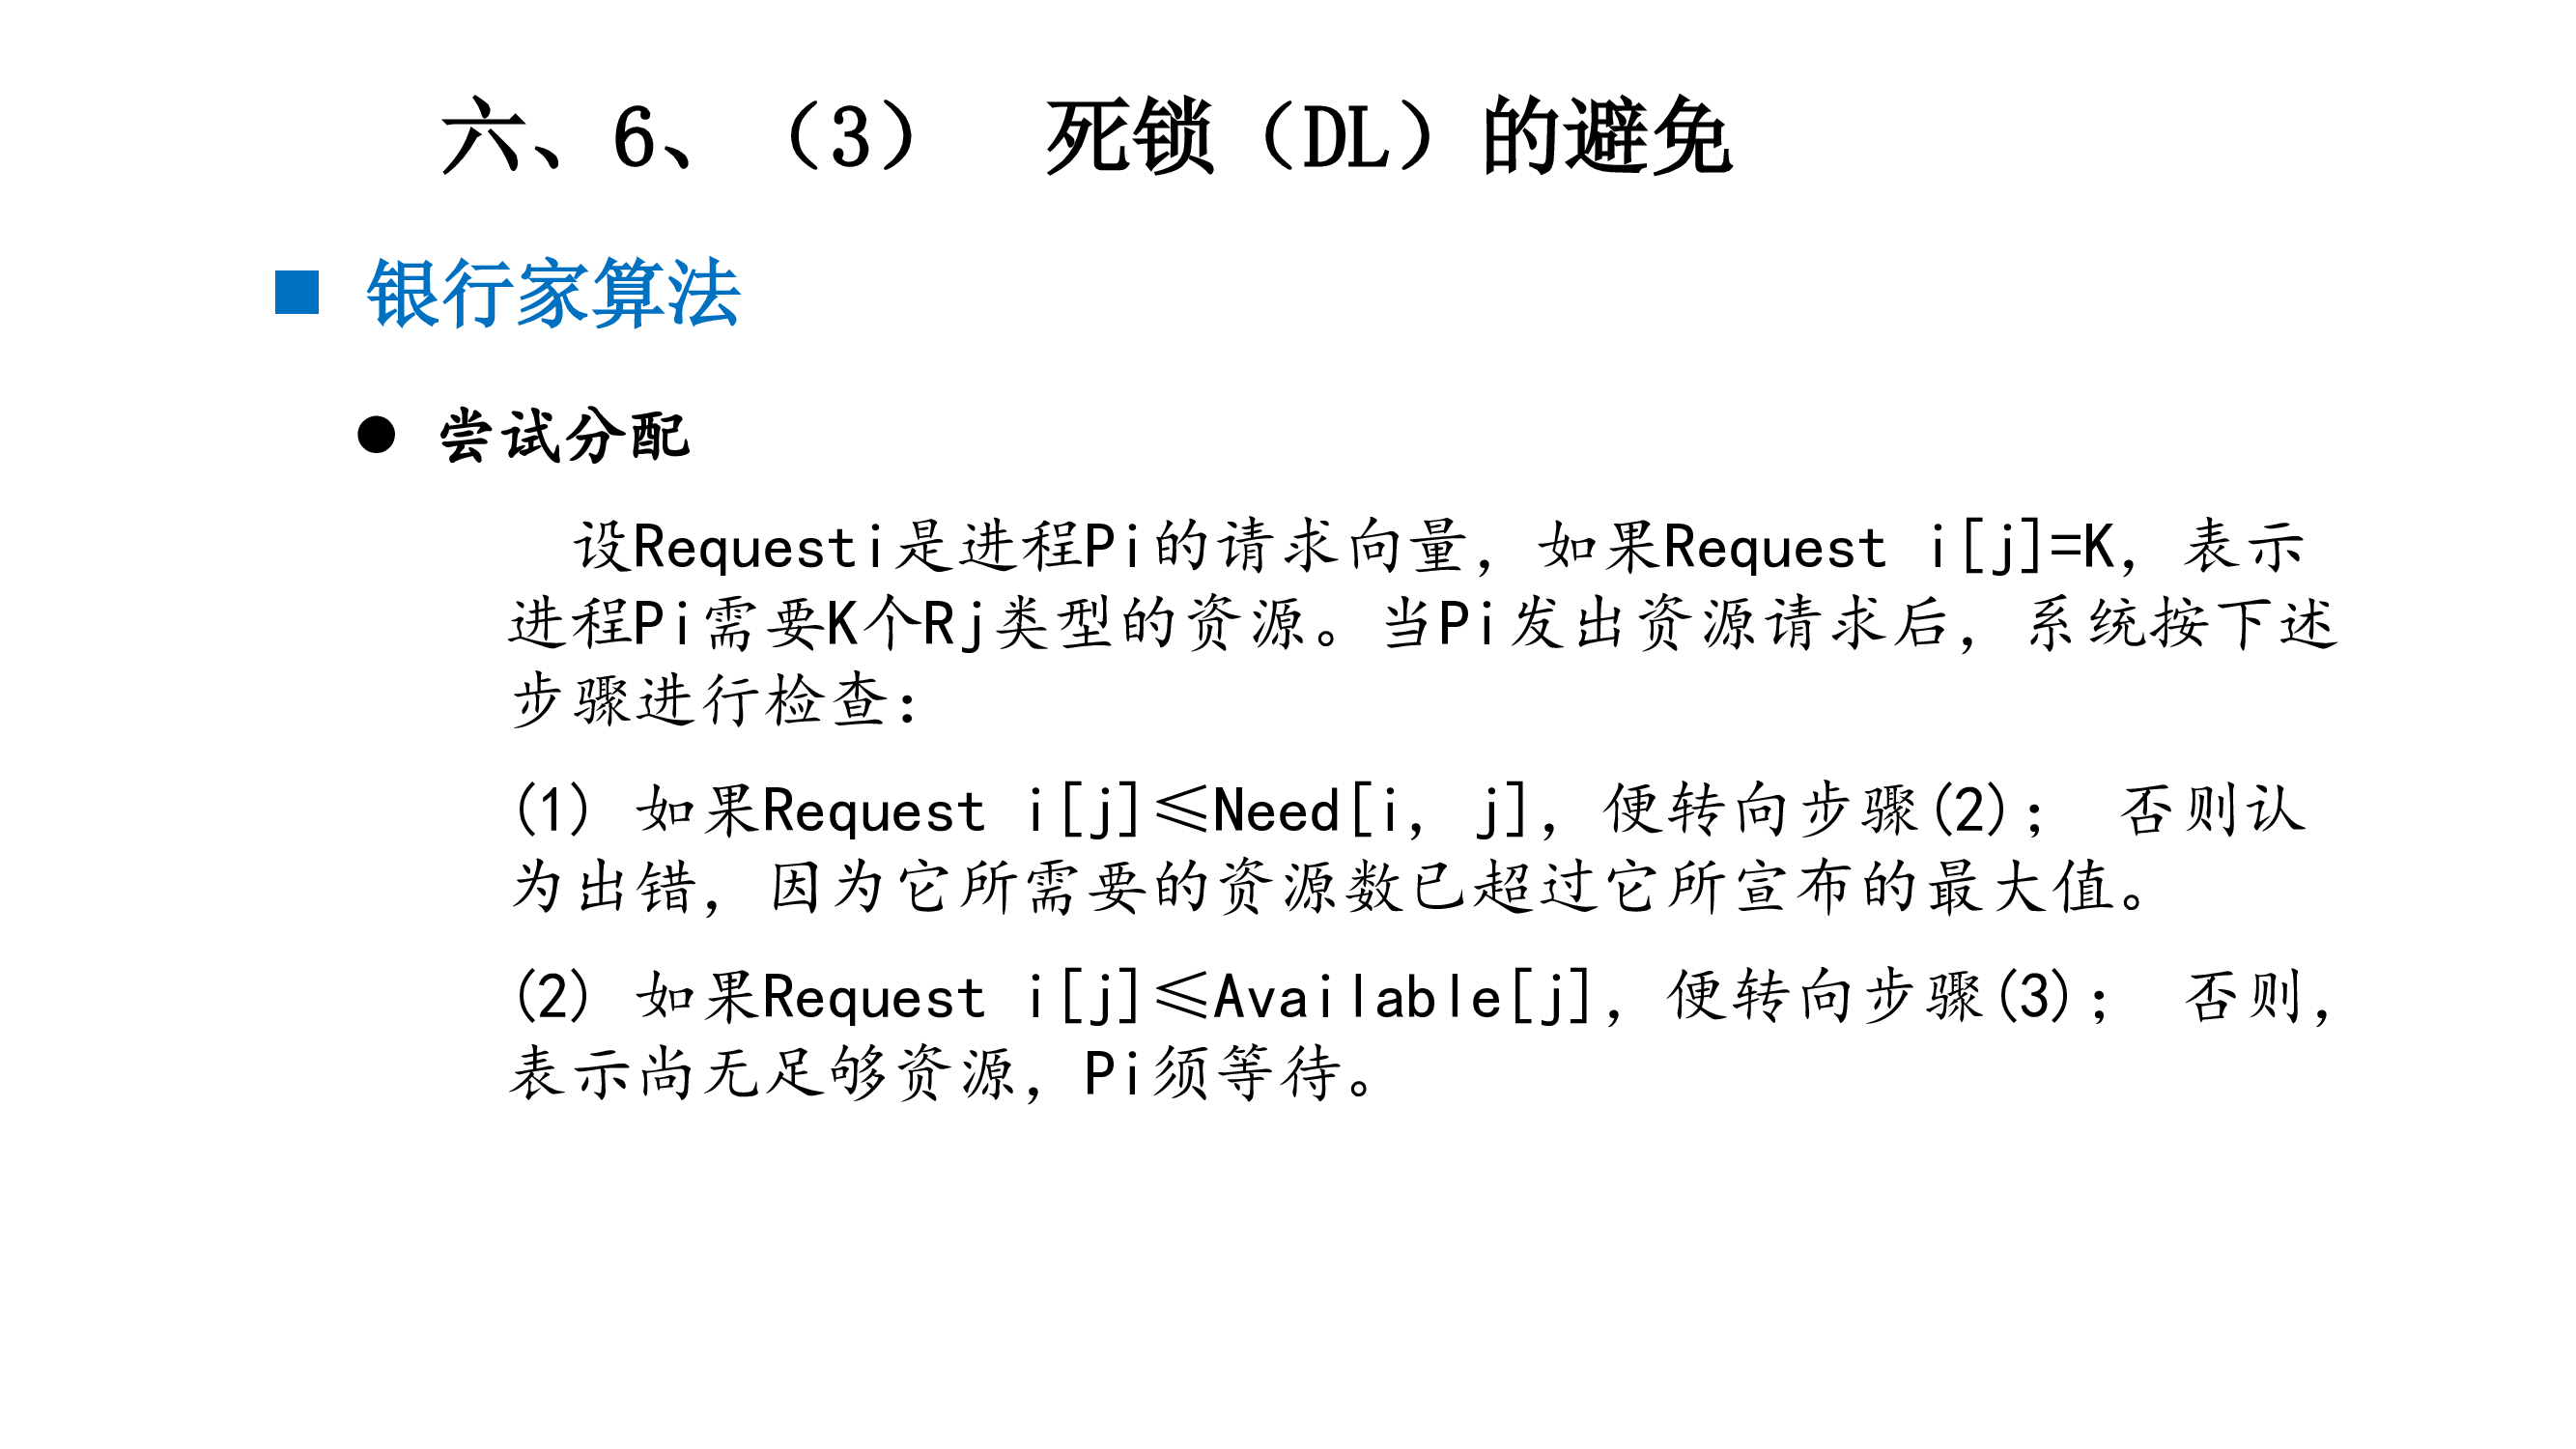 六、6、（3） 死锁（DL）的避免
■ 银行家算法
● 尝试分配
设Requesti是进程Pi的请求向量，如果Request i[j]=K，表示
进程Pi需要K个Rj类型的资源。当Pi发出资源请求后，系统按下述
步骤进行检查：
(1) 如果Request i[j]≤Need[i, j]，便转向步骤(2)； 否则认
为出错，因为它所需要的资源数已超过它所宣布的最大值。
(2) 如果Request i[j]≤Available[j]，便转向步骤(3)； 否则，
表示尚无足够资源，Pi须等待。